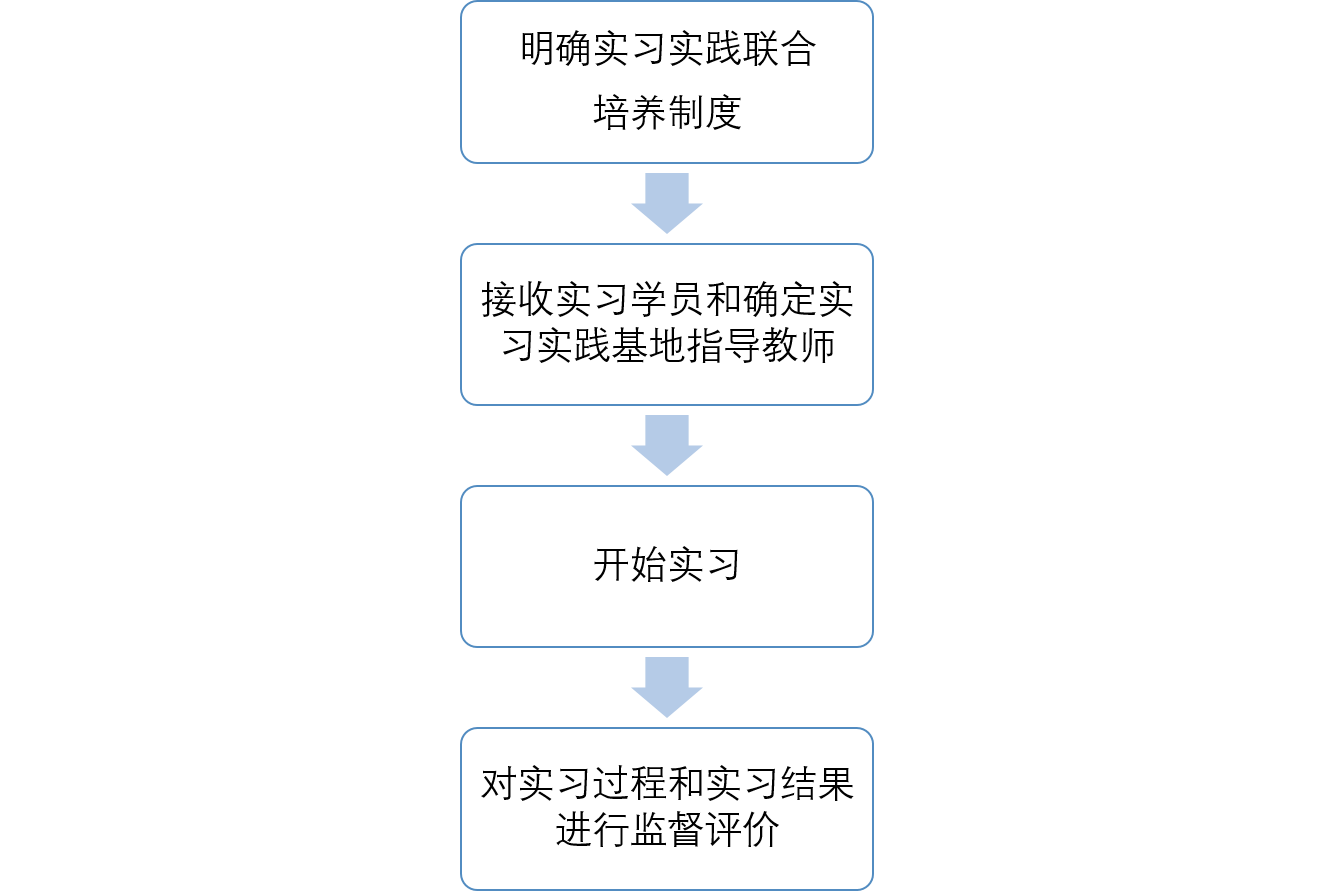 明确实习实践联合
培养制度
接收实习学员和确定实
习实践基地指导教师
开始实习
对实习过程和实习结果
进行监督评价